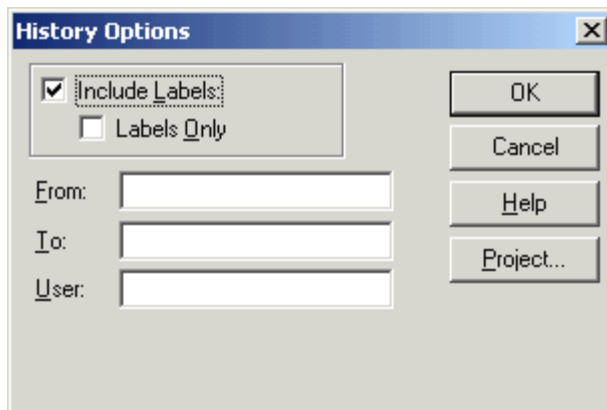 History Options
Include Labels:
Labels Only
From:
To:
User:
OK
Cancel
Help
Project...